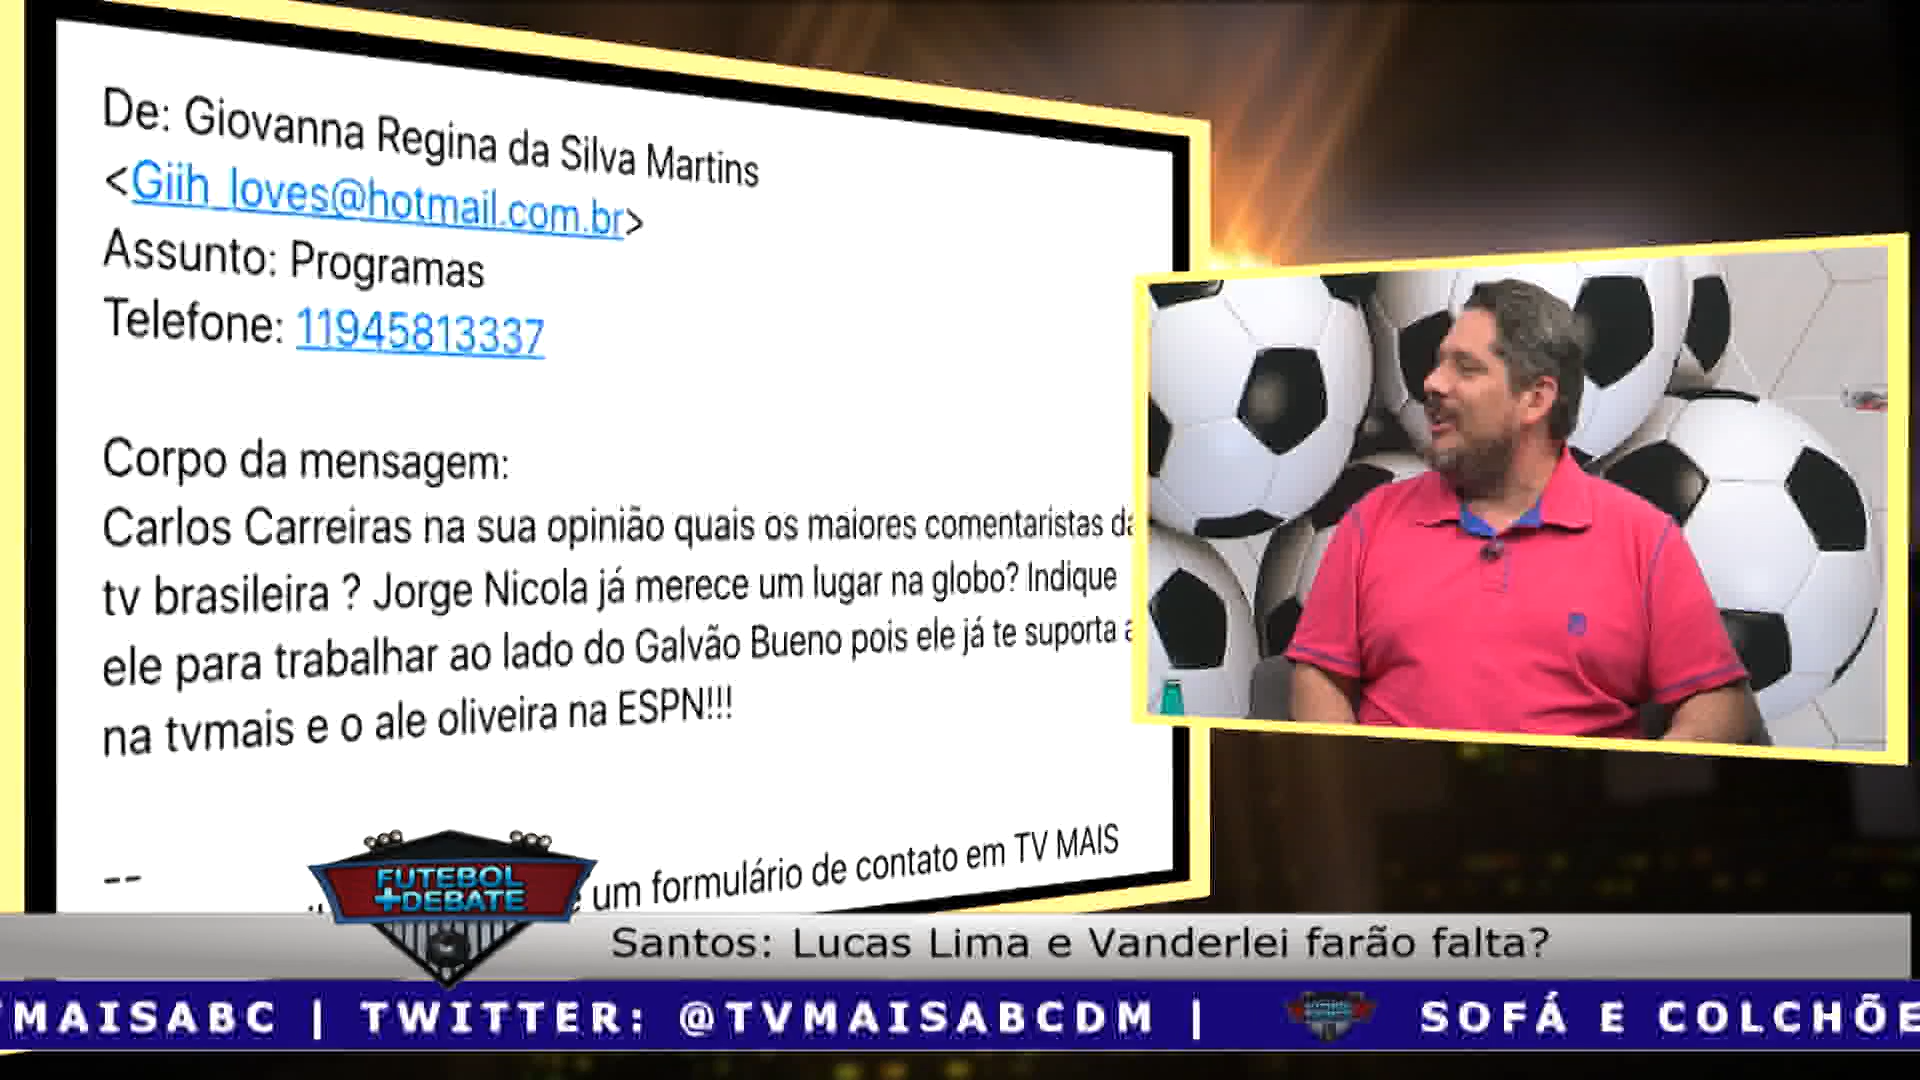 De: Giovanna Regina da Silva Martins
<Giih_loves@hotmail.com.br>
Assunto: Programas
Telefone: 11945813337
Corpo da mensagem:
Carlos Carreiras na sua opinião quais os maiores comentaristas da
tv brasileira ? Jorge Nicola já merece um lugar na globo? Indique
ele para trabalhar ao lado do Galvão Bueno pois ele já te suporta a
na tvmais e o ale oliveira na ESPN!!!
--
um formulário de contato em TV MAIS
FUTEBOL
+DEBATE
Santos: Lucas Lima e Vanderlei farão falta?
MAISABC | TWITTER: @TVMAISABCDM | SOFÁ E COLCHÕE